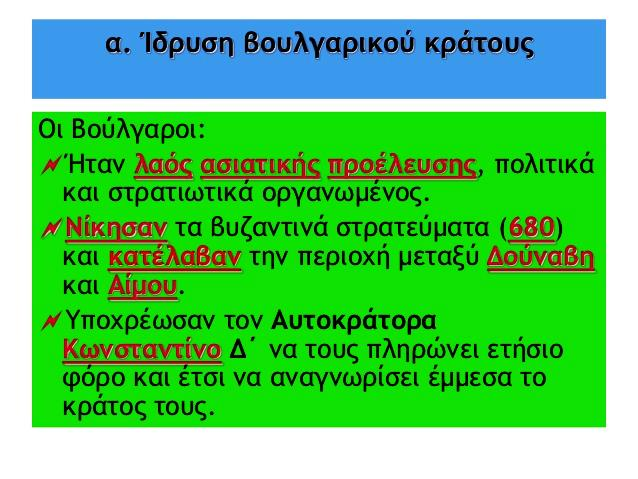 α. Ίδρυση βουλγαρικού κράτους
Οι Βούλγαροι:
Ήταν λαός ασιατικής προέλευσης, πολιτικά
και στρατιωτικά οργανωμένος.
Νίκησαν τα βυζαντινά στρατεύματα (680)
και κατέλαβαν την περιοχή μεταξύ Δούναβη
και Αίμου.
Υποχρέωσαν τον Αυτοκράτορα
Κωνσταντίνο Δ΄ να τους πληρώνει ετήσιο
φόρο και έτσι να αναγνωρίσει έμμεσα το
κράτος τους.